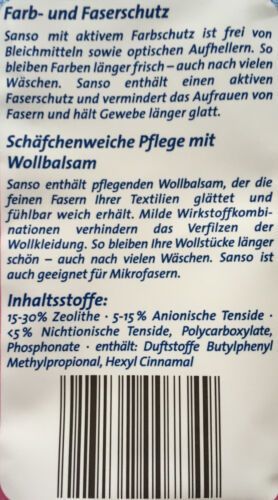 Farb- und Faserschutz
Sanso mit aktivem Farbschutz ist frei von
Bleichmitteln sowie optischen Aufhellern. So
bleiben Farben länger frisch – auch nach vielen
Wäschen. Sanso enthält einen aktiven
Faserschutz und vermindert das Aufrauen von
Fasern und hält Gewebe länger glatt.
Schäfchenweiche Pflege mit
Wollbalsam
Sanso enthält pflegenden Wollbalsam, der die
feinen Fasern Ihrer Textilien glättet und
fühlbar weich erhält. Milde Wirkstoffkombi-
nationen verhindern das Verfilzen der
Wollkleidung. So bleiben Ihre Wollstücke länger
schön – auch nach vielen Wäschen. Sanso ist
auch geeignet für Mikrofasern.
Inhaltsstoffe:
15-30% Zeolithe · 5-15 % Anionische Tenside ·
<5 % Nichtionische Tenside, Polycarboxylate,
Phosphonate · enthält: Duftstoffe Butylphenyl
Methylpropional, Hexyl Cinnamal